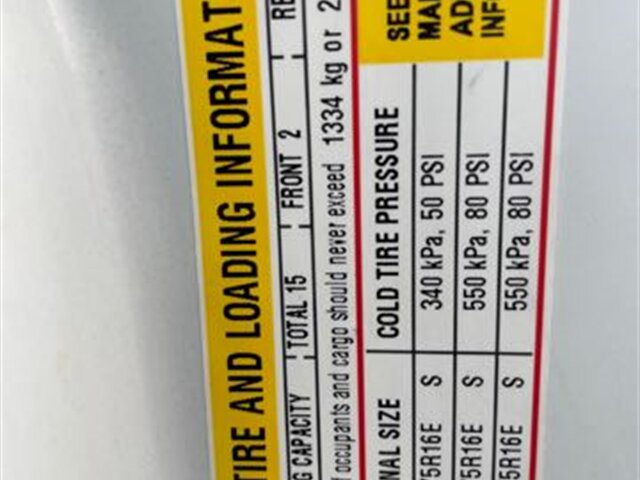 TIRE AND LOADING INFORMAT
G CAPACITY TOTAL 15 FRONT 2 RE
occupants and cargo should never exceed 1334 kg or 2
NAL SIZE COLD TIRE PRESSURE SEE
MAN
AD
INF
5R16E S 340 kPa, 50 PSI
5R16E S 550 kPa, 80 PSI
5R16E S 550 kPa, 80 PSI